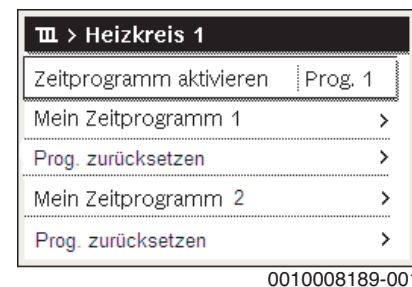 > Heizkreis 1
Zeitprogramm aktivieren Prog. 1
Mein Zeitprogramm 1 >
Prog. zurücksetzen >
Mein Zeitprogramm 2 >
Prog. zurücksetzen >
0010008189-001